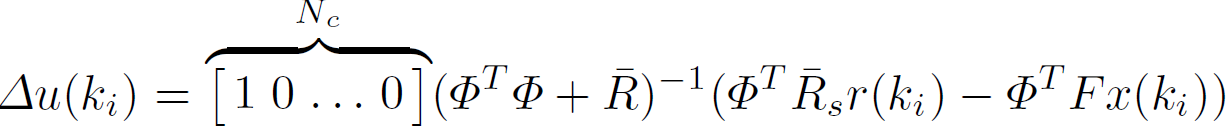 N_c
Δu(k_i) = [ 1 0 … 0 ](Φ^T Φ + R̄)^{-1}(Φ^T R̄_s r(k_i) − Φ^T F x(k_i))